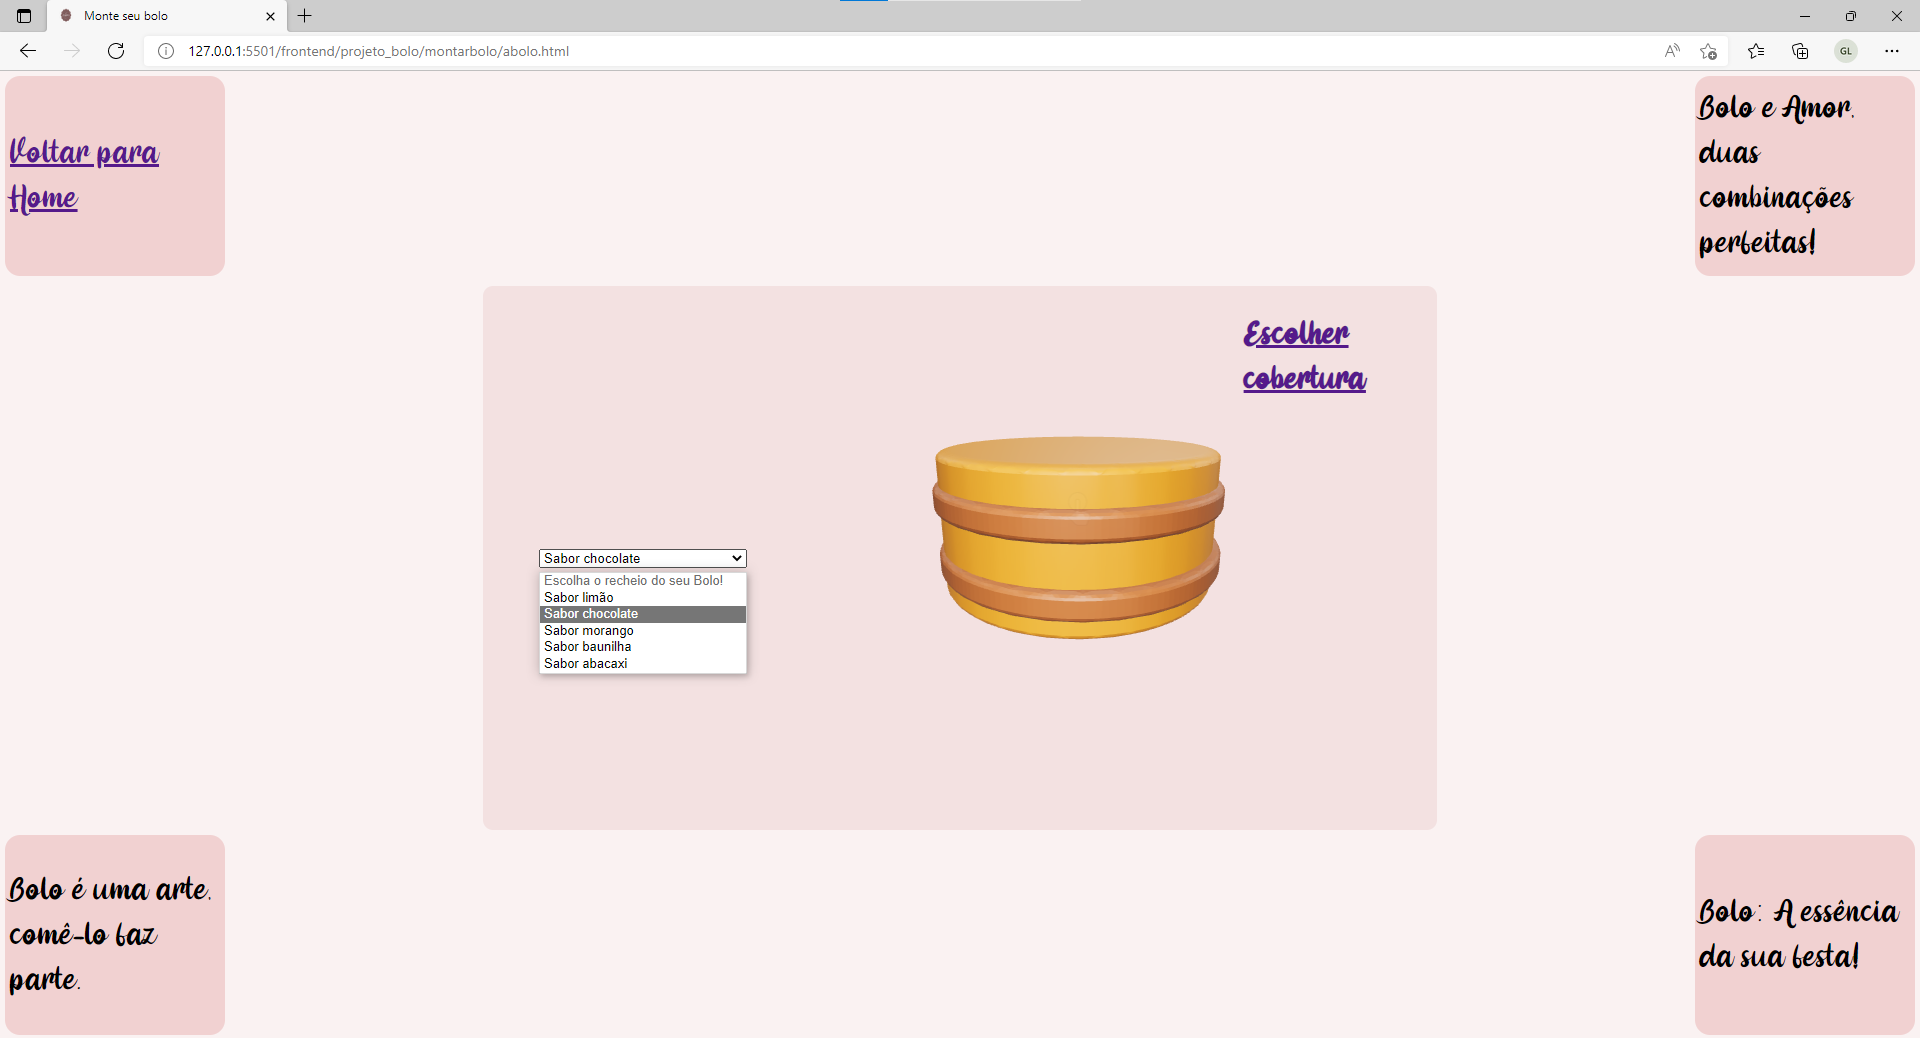 Monte seu bolo
127.0.0.1:5501/frontend/projeto_bolo/montarbolo/abolo.html
GL
Voltar para
Home
Bolo e Amor,
duas
combinações
perfeitas!
Escolher
cobertura
Sabor chocolate
Escolha o recheio do seu Bolo!
Sabor limão
Sabor chocolate
Sabor morango
Sabor baunilha
Sabor abacaxi
Bolo é uma arte,
comê-lo faz
parte.
Bolo: A essência
da sua festa!